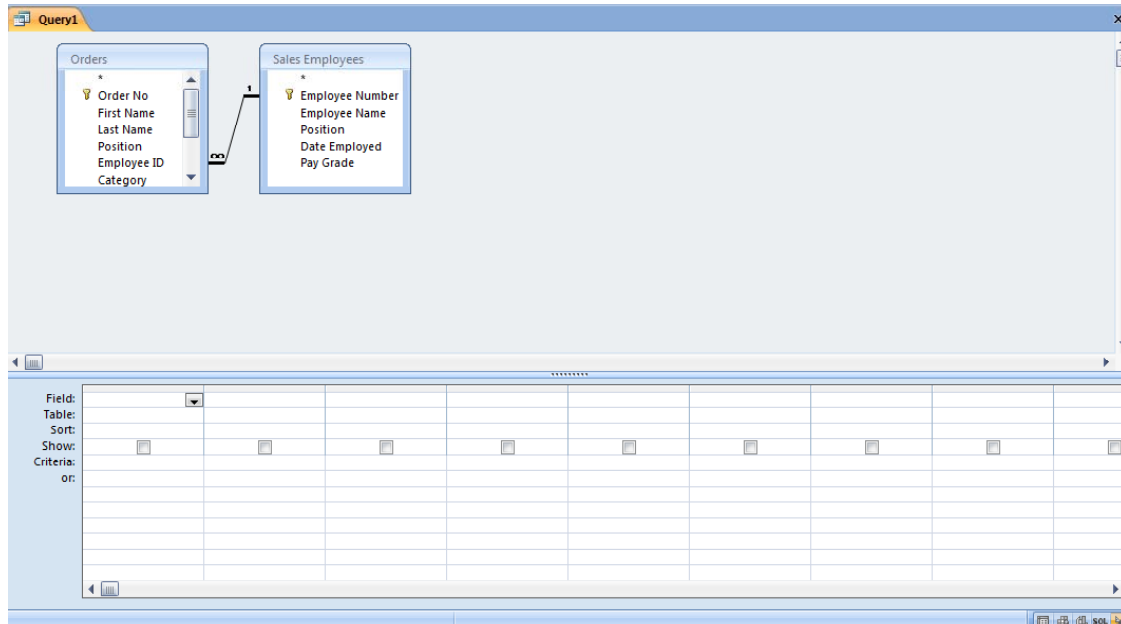 Query1
Orders
*
Order No
First Name
Last Name
Position
Employee ID
Category
Sales Employees
*
Employee Number
Employee Name
Position
Date Employed
Pay Grade
1
∞
Field:
Table:
Sort:
Show:
Criteria:
or:
SQL